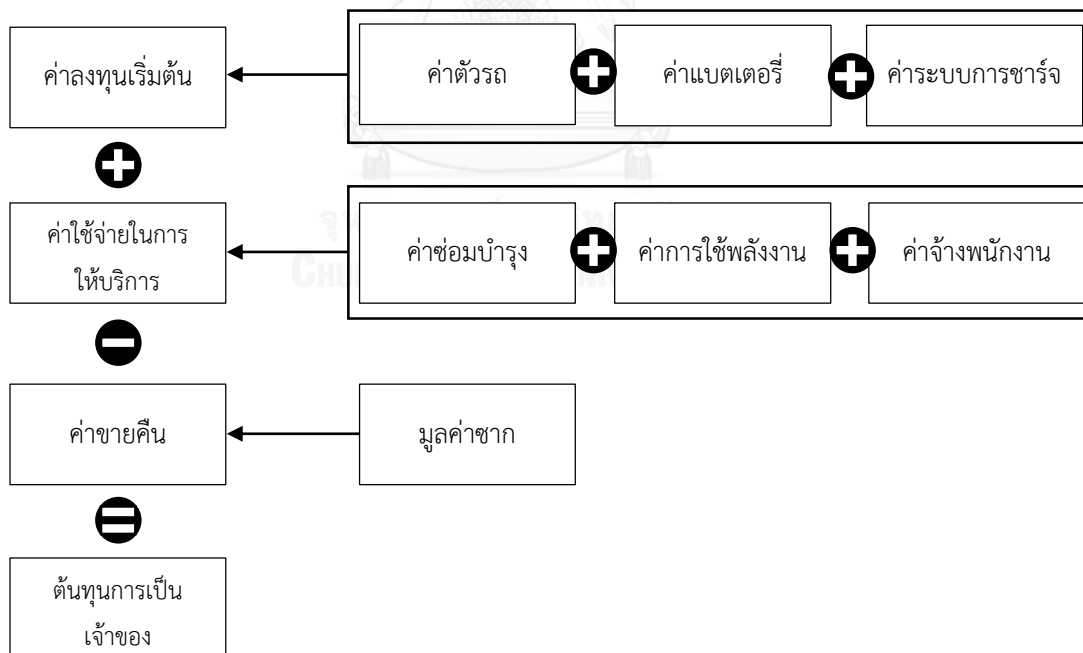 ค่าลงทุนเริ่มต้น
ค่าตัวรถ
ค่าแบตเตอรี่
ค่าระบบการชาร์จ
ค่าใช้จ่ายในการ
ให้บริการ
ค่าซ่อมบำรุง
ค่าการใช้พลังงาน
ค่าจ้างพนักงาน
ค่าขายคืน
มูลค่าซาก
ต้นทุนการเป็น
เจ้าของ